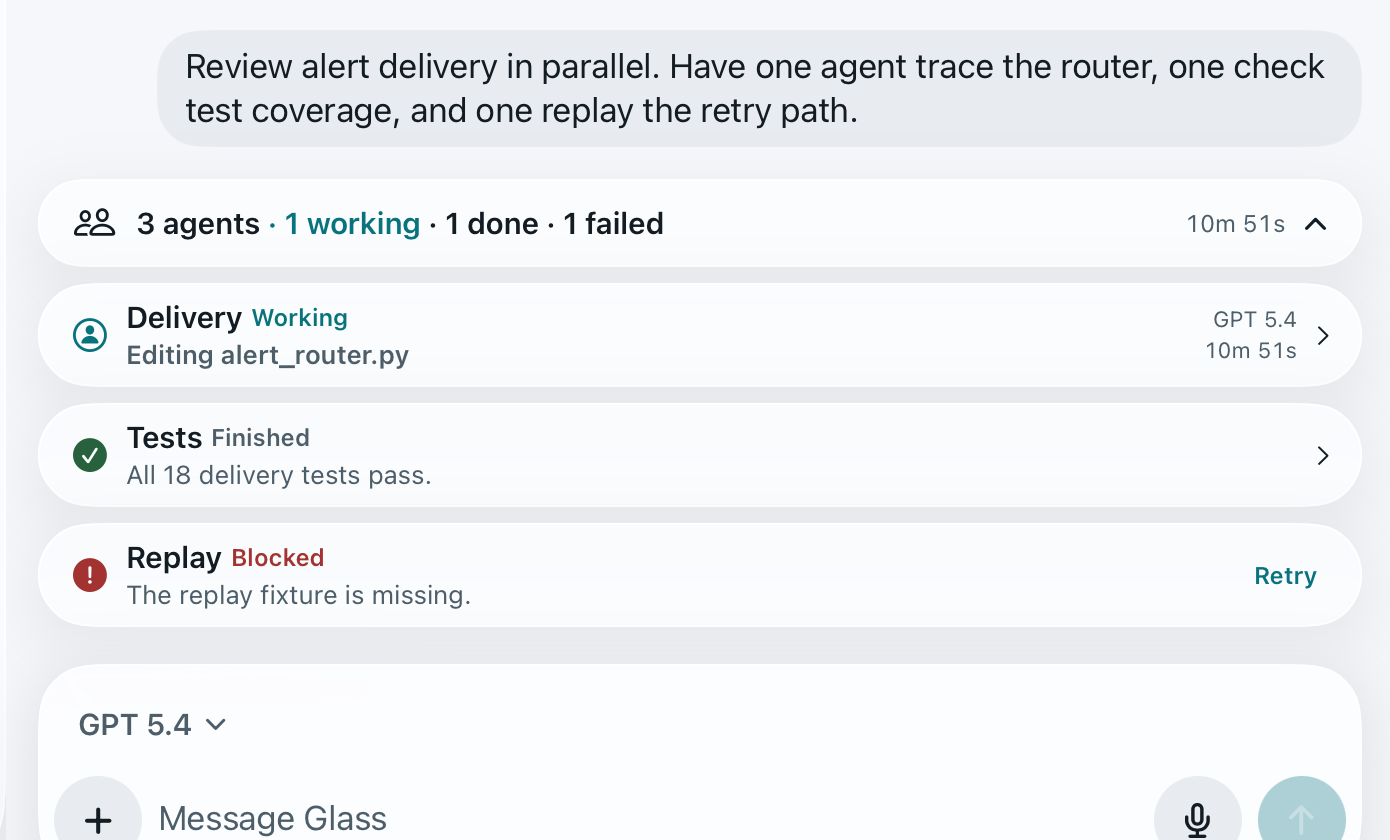 Review alert delivery in parallel. Have one agent trace the router, one check
test coverage, and one replay the retry path.
3 agents · 1 working · 1 done · 1 failed
10m 51s
Delivery Working
Editing alert_router.py
GPT 5.4
10m 51s
Tests Finished
All 18 delivery tests pass.
Replay Blocked
The replay fixture is missing.
Retry
GPT 5.4
Message Glass